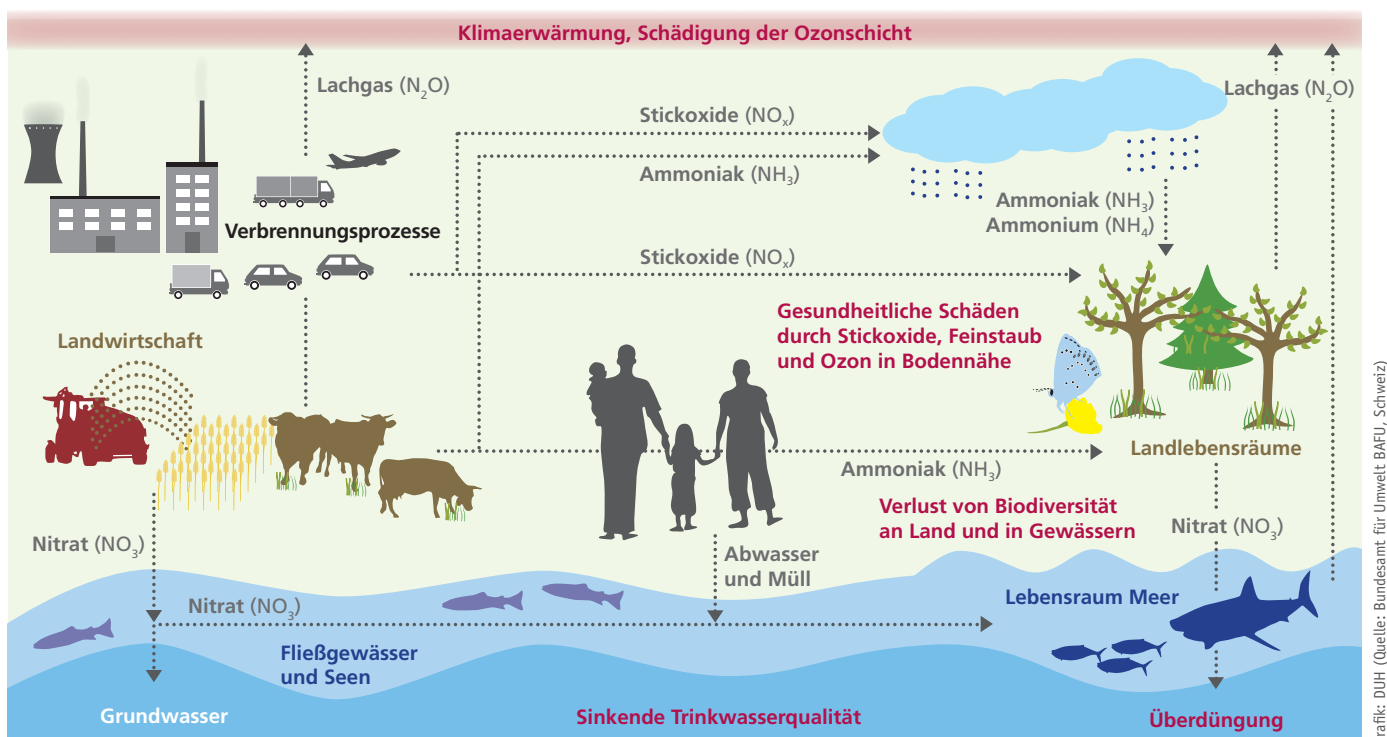 Klimaerwärmung, Schädigung der Ozonschicht
Lachgas (N₂O)
Lachgas (N₂O)
Stickoxide (NOₓ)
Ammoniak (NH₃)
Ammoniak (NH₃)
Ammonium (NH₄)
Verbrennungsprozesse
Stickoxide (NOₓ)
Gesundheitliche Schäden
durch Stickoxide, Feinstaub
und Ozon in Bodennähe
Landwirtschaft
Landlebensräume
Ammoniak (NH₃)
Verlust von Biodiversität
an Land und in Gewässern
Nitrat (NO₃)
Nitrat (NO₃)
Abwasser
und Müll
Nitrat (NO₃)
Lebensraum Meer
Fließgewässer
und Seen
Grundwasser
Sinkende Trinkwasserqualität
Überdüngung
rafik: DUH (Quelle: Bundesamt für Umwelt BAFU, Schweiz)